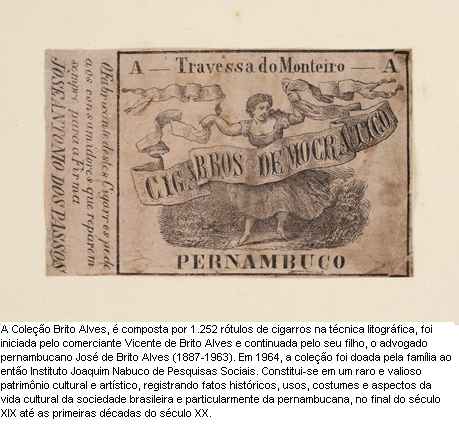 A — Travessa do Monteiro — A
CIGARROS DEMOCRATICO
PERNAMBUCO
O Fabricante destes Cigarros pede
aos consumidores que reparem
sempre para a Firma
JOSE ANTONIO DOS PASSOS
A Coleção Brito Alves, é composta por 1.252 rótulos de cigarros na técnica litográfica, foi
iniciada pelo comerciante Vicente de Brito Alves e continuada pelo seu filho, o advogado
pernambucano José de Brito Alves (1887-1963). Em 1964, a coleção foi doada pela família ao
então Instituto Joaquim Nabuco de Pesquisas Sociais. Constitui-se em um raro e valioso
patrimônio cultural e artístico, registrando fatos históricos, usos, costumes e aspectos da
vida cultural da sociedade brasileira e particularmente da pernambucana, no final do século
XIX até as primeiras décadas do século XX.